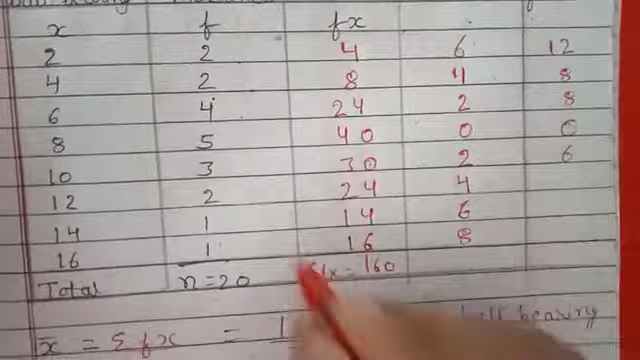 x f fx
2 2 4 6 12
4 2 8 4 8
6 4 24 2 8
8 5 40 0 0
10 3 30 2 6
12 2 24 4
14 1 14 6
16 1 16 8
Total n=20 = 160
x̄ = Σfx = 1 bearing